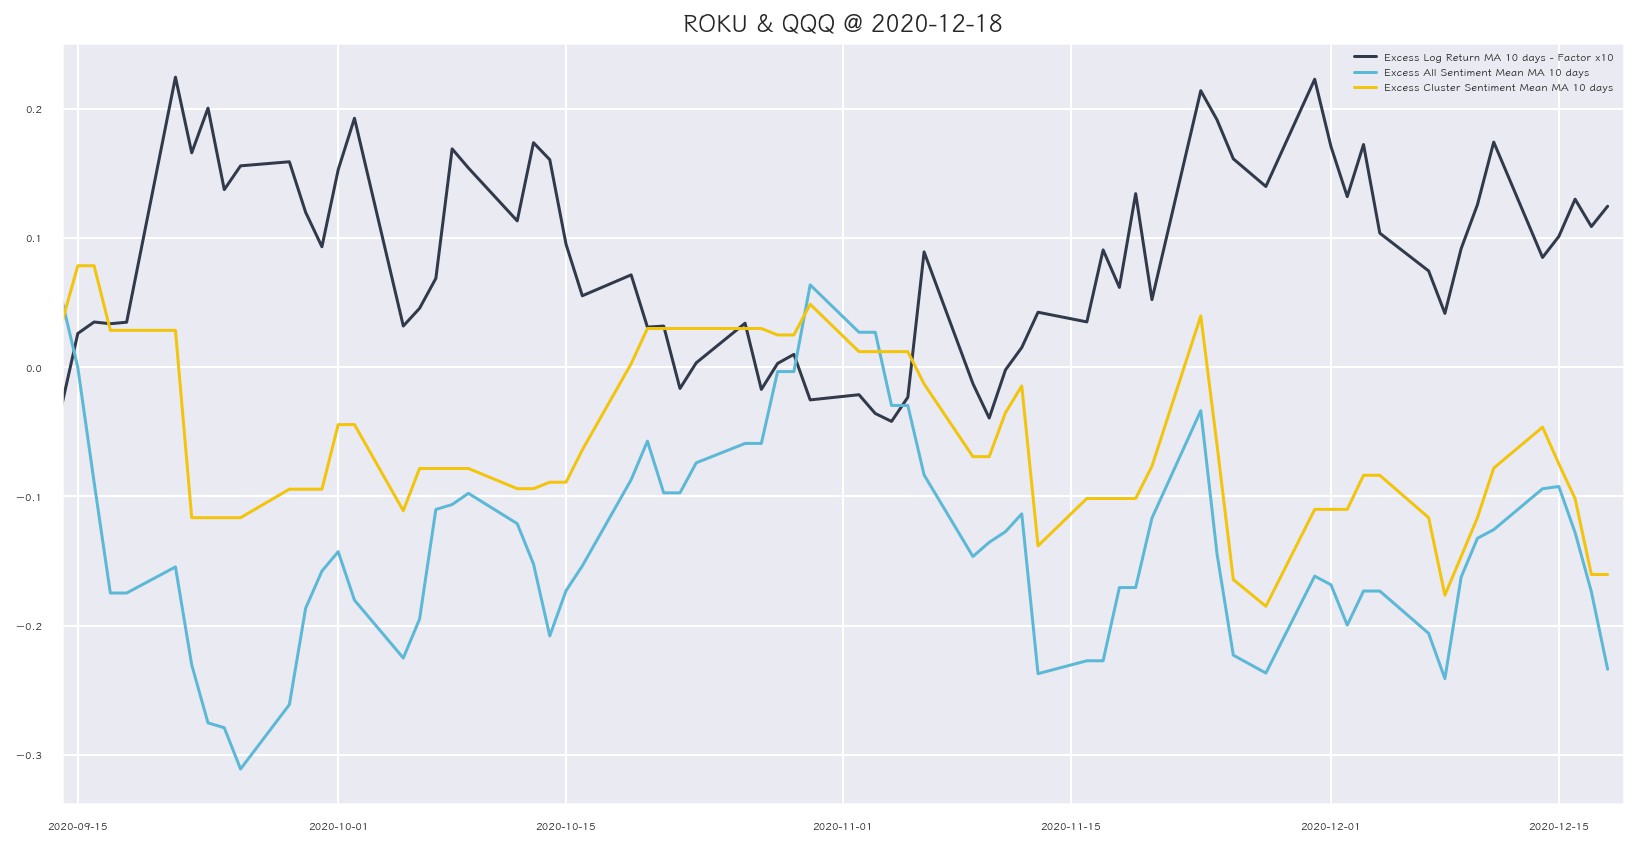 ROKU & QQQ @ 2020-12-18
Excess Log Return MA 10 days - Factor x10
Excess All Sentiment Mean MA 10 days
Excess Cluster Sentiment Mean MA 10 days
0.2
0.1
0.0
−0.1
−0.2
−0.3
2020-09-15 2020-10-01 2020-10-15 2020-11-01 2020-11-15 2020-12-01 2020-12-15